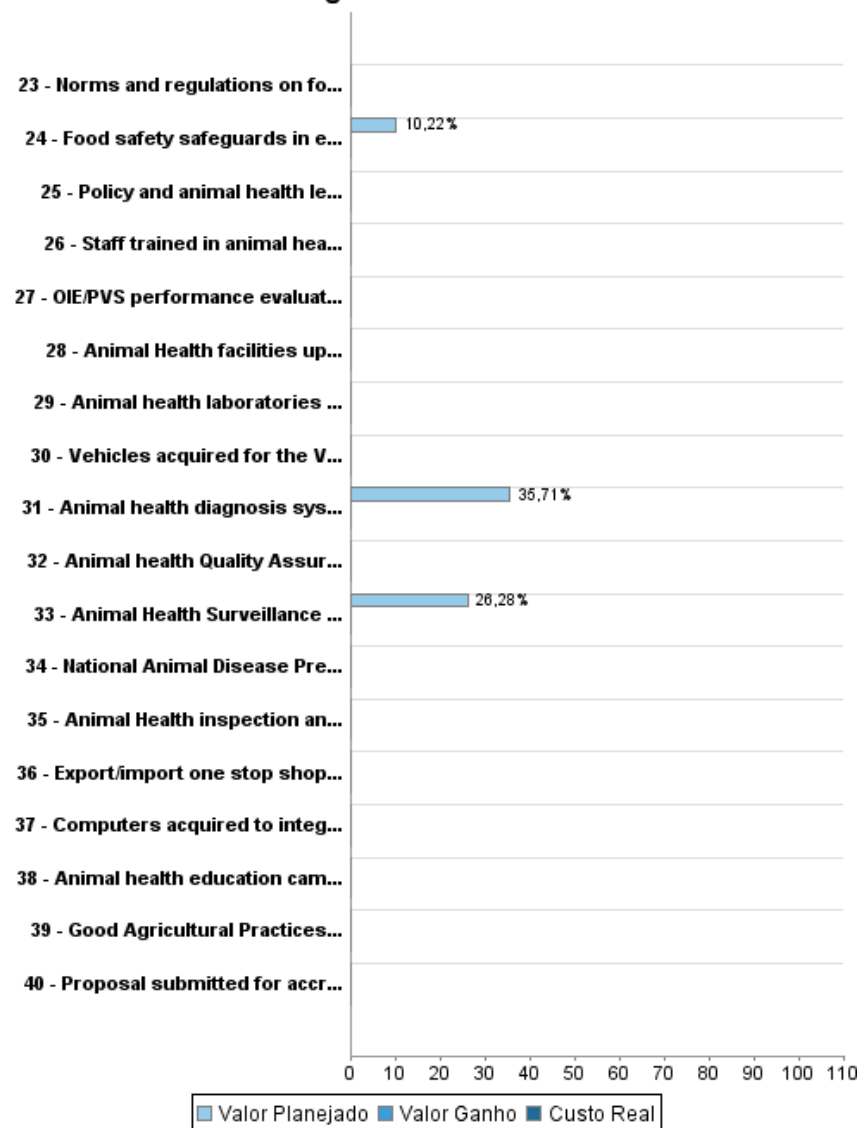 23 - Norms and regulations on fo...
24 - Food safety safeguards in e...
10,22%
25 - Policy and animal health le...
26 - Staff trained in animal hea...
27 - OIE/PVS performance evaluat...
28 - Animal Health facilities up...
29 - Animal health laboratories ...
30 - Vehicles acquired for the V...
31 - Animal health diagnosis sys...
35,71%
32 - Animal health Quality Assur...
33 - Animal Health Surveillance ...
26,28%
34 - National Animal Disease Pre...
35 - Animal Health inspection an...
36 - Export/import one stop shop...
37 - Computers acquired to integ...
38 - Animal health education cam...
39 - Good Agricultural Practices...
40 - Proposal submitted for accr...
0 10 20 30 40 50 60 70 80 90 100 110
Valor Planejado Valor Ganho Custo Real